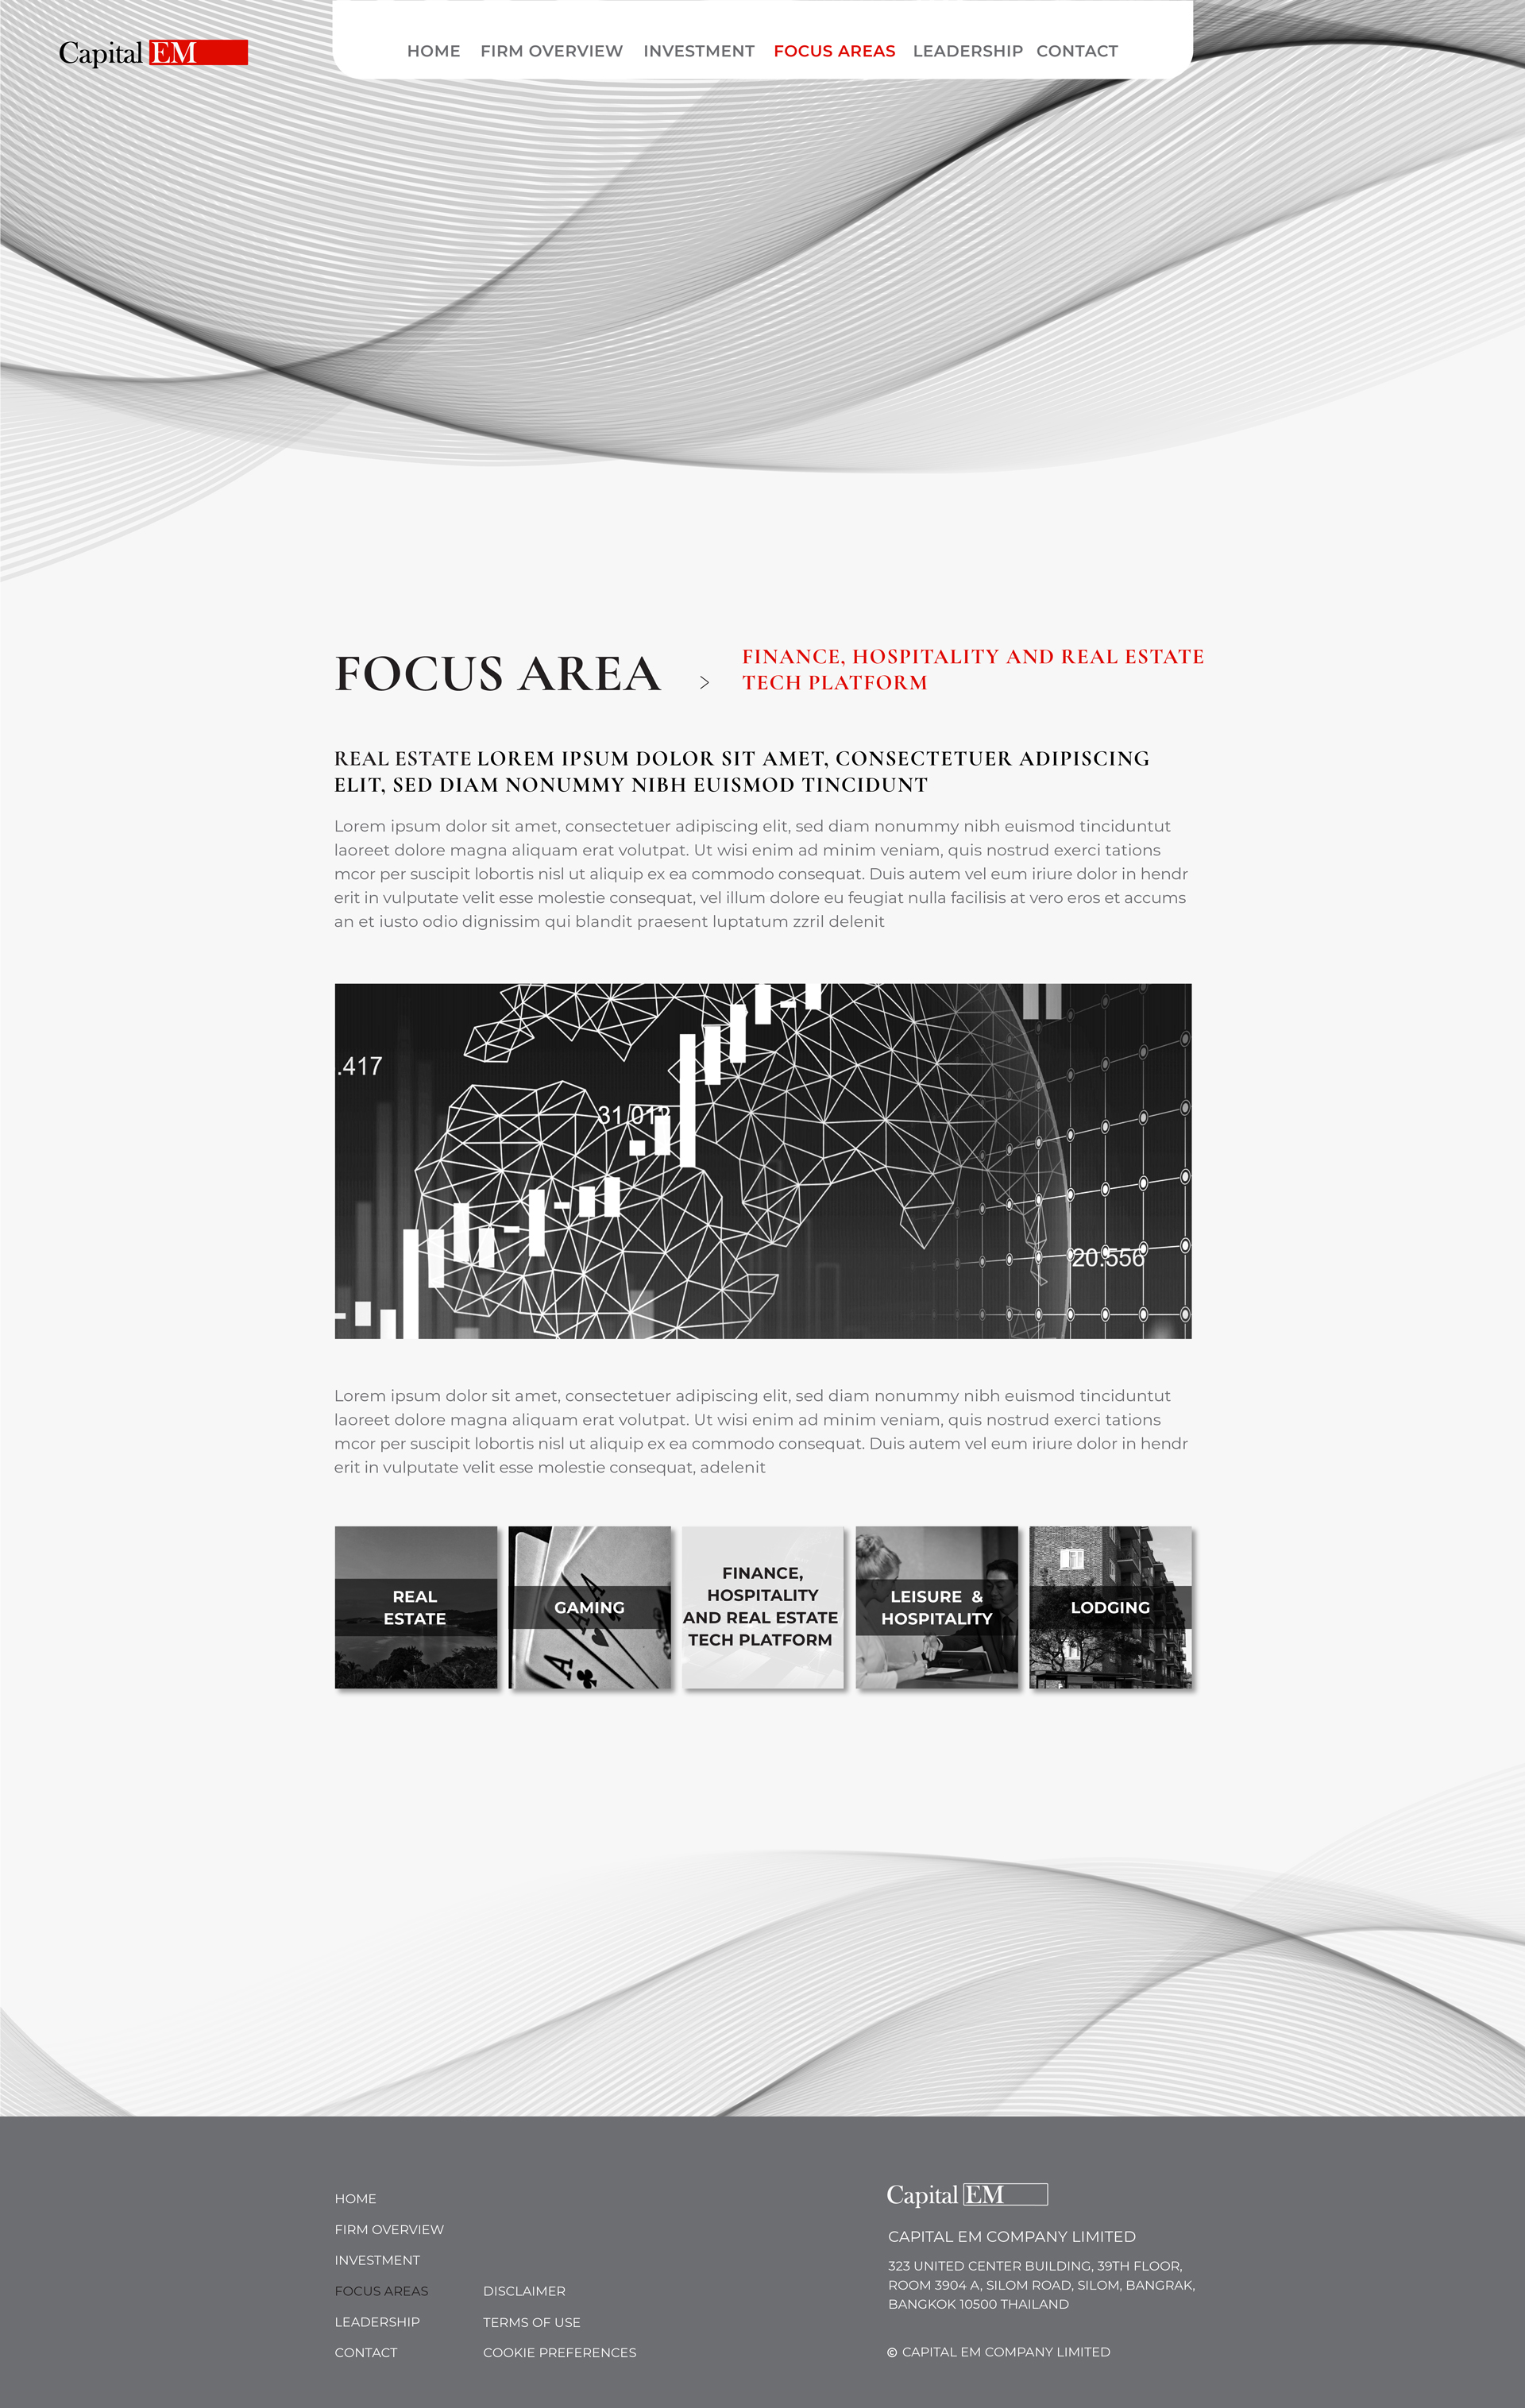 Capital EM
HOME FIRM OVERVIEW INVESTMENT FOCUS AREAS LEADERSHIP CONTACT
FOCUS AREA >
FINANCE, HOSPITALITY AND REAL ESTATE
TECH PLATFORM
REAL ESTATE LOREM IPSUM DOLOR SIT AMET, CONSECTETUER ADIPISCING
ELIT, SED DIAM NONUMMY NIBH EUISMOD TINCIDUNT
Lorem ipsum dolor sit amet, consectetuer adipiscing elit, sed diam nonummy nibh euismod tinciduntut
laoreet dolore magna aliquam erat volutpat. Ut wisi enim ad minim veniam, quis nostrud exerci tations
mcor per suscipit lobortis nisl ut aliquip ex ea commodo consequat. Duis autem vel eum iriure dolor in hendr
erit in vulputate velit esse molestie consequat, vel illum dolore eu feugiat nulla facilisis at vero eros et accums
an et iusto odio dignissim qui blandit praesent luptatum zzril delenit
.417
20.556
Lorem ipsum dolor sit amet, consectetuer adipiscing elit, sed diam nonummy nibh euismod tinciduntut
laoreet dolore magna aliquam erat volutpat. Ut wisi enim ad minim veniam, quis nostrud exerci tations
mcor per suscipit lobortis nisl ut aliquip ex ea commodo consequat. Duis autem vel eum iriure dolor in hendr
erit in vulputate velit esse molestie consequat, adelenit
REAL
ESTATE
GAMING
A
A
A
FINANCE,
HOSPITALITY
AND REAL ESTATE
TECH PLATFORM
LEISURE &
HOSPITALITY
LODGING
HOME
FIRM OVERVIEW
INVESTMENT
FOCUS AREAS
LEADERSHIP
CONTACT
DISCLAIMER
TERMS OF USE
COOKIE PREFERENCES
Capital EM
CAPITAL EM COMPANY LIMITED
323 UNITED CENTER BUILDING, 39TH FLOOR,
ROOM 3904 A, SILOM ROAD, SILOM, BANGRAK,
BANGKOK 10500 THAILAND
© CAPITAL EM COMPANY LIMITED